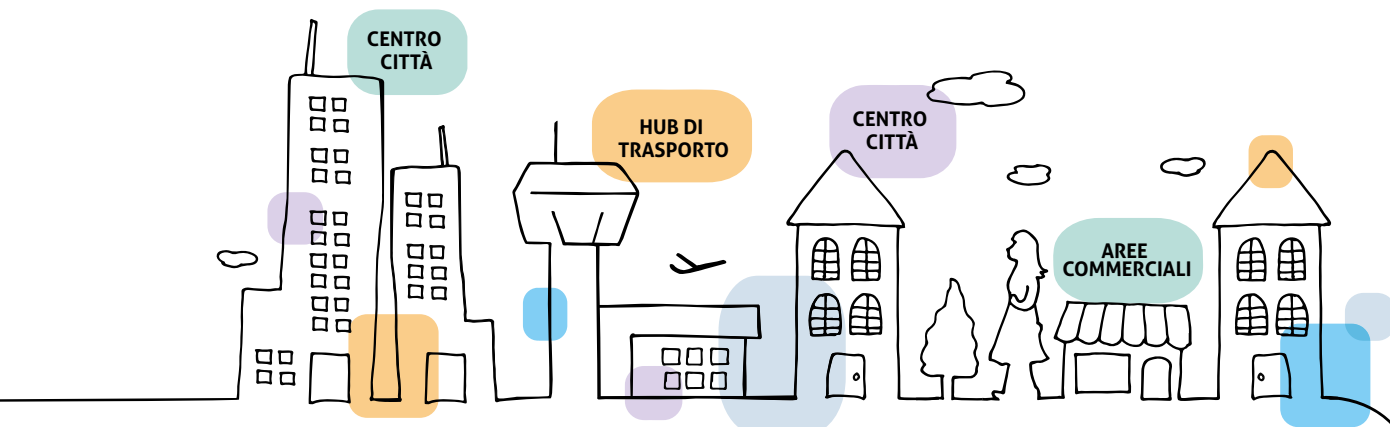 CENTRO
CITTÀ
HUB DI
TRASPORTO
CENTRO
CITTÀ
AREE
COMMERCIALI